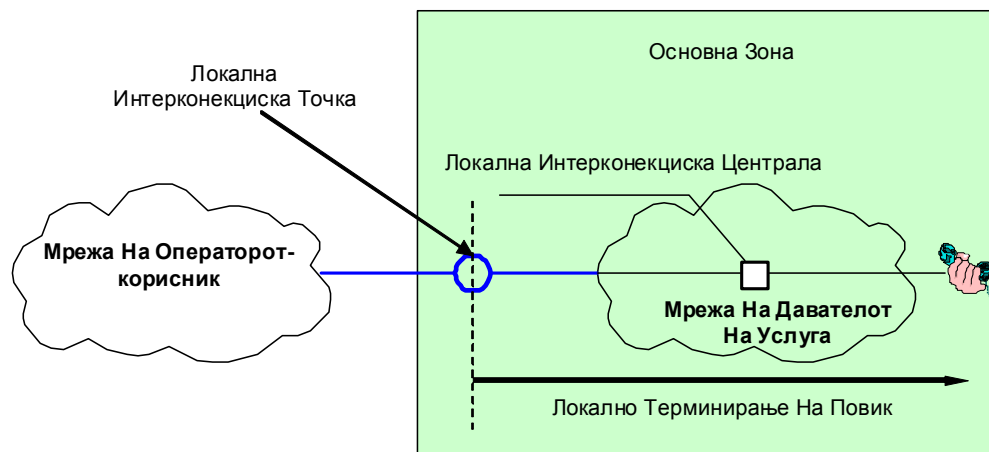 Основна Зона
Локална
Интерконекциска Точка
Локална Интерконекциска Централа
Мрежа На Операторот-
корисник
Мрежа На Давателот
На Услуга
Локално Терминирање На Повик